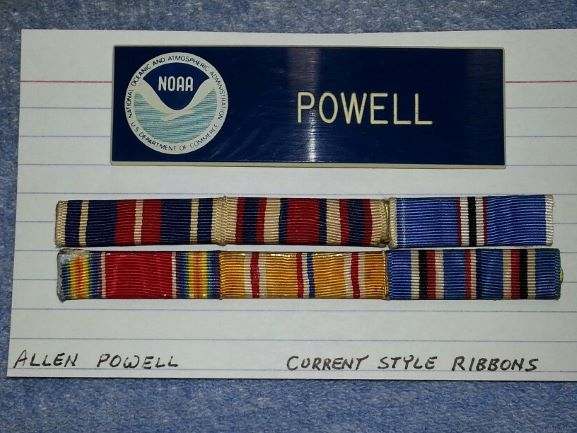 NATIONAL OCEANIC AND ATMOSPHERIC ADMINISTRATION
U.S. DEPARTMENT OF COMMERCE
NOAA
POWELL
ALLEN POWELL
CURRENT STYLE RIBBONS